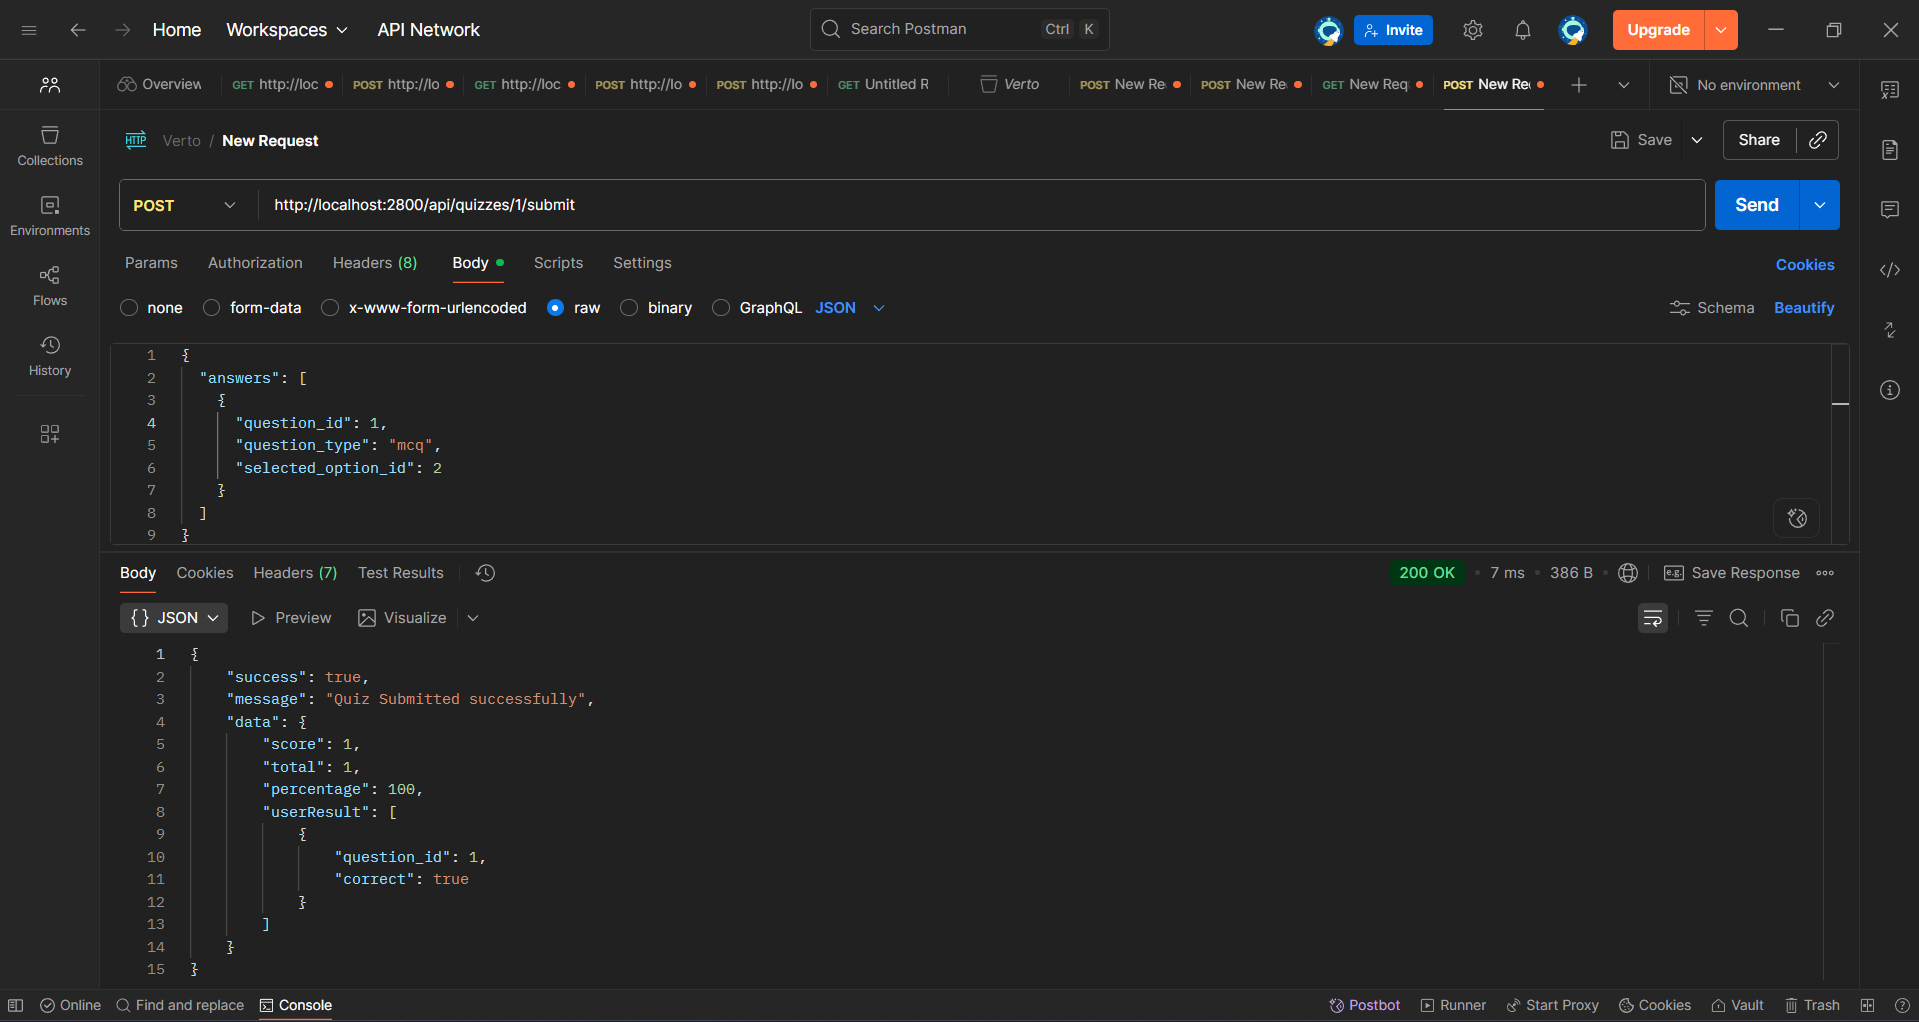 Home Workspaces API Network Search Postman Ctrl K Invite Upgrade
Overview GET http://loc POST http://lo GET http://loc POST http://lo POST http://lo GET Untitled R Verto POST New Re POST New Re GET New Req POST New Re No environment
HTTP Verto / New Request Save Share
Collections
POST http://localhost:2800/api/quizzes/1/submit Send
Environments
Params Authorization Headers (8) Body Scripts Settings Cookies
Flows
none form-data x-www-form-urlencoded raw binary GraphQL JSON Schema Beautify
History
1 {
2 "answers": [
3 {
4 "question_id": 1,
5 "question_type": "mcq",
6 "selected_option_id": 2
7 }
8 ]
9 }
Body Cookies Headers (7) Test Results 200 OK • 7 ms • 386 B • e.g. Save Response
{} JSON Preview Visualize
1 {
2 "success": true,
3 "message": "Quiz Submitted successfully",
4 "data": {
5 "score": 1,
6 "total": 1,
7 "percentage": 100,
8 "userResult": [
9 {
10 "question_id": 1,
11 "correct": true
12 }
13 ]
14 }
15 }
Online Find and replace Console Postbot Runner Start Proxy Cookies Vault Trash